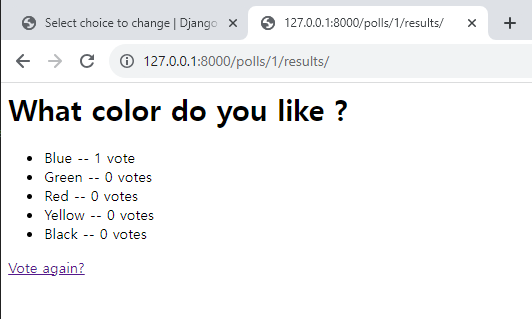 Select choice to change | Django
127.0.0.1:8000/polls/1/results/
127.0.0.1:8000/polls/1/results/
What color do you like ?
Blue -- 1 vote
Green -- 0 votes
Red -- 0 votes
Yellow -- 0 votes
Black -- 0 votes
Vote again?